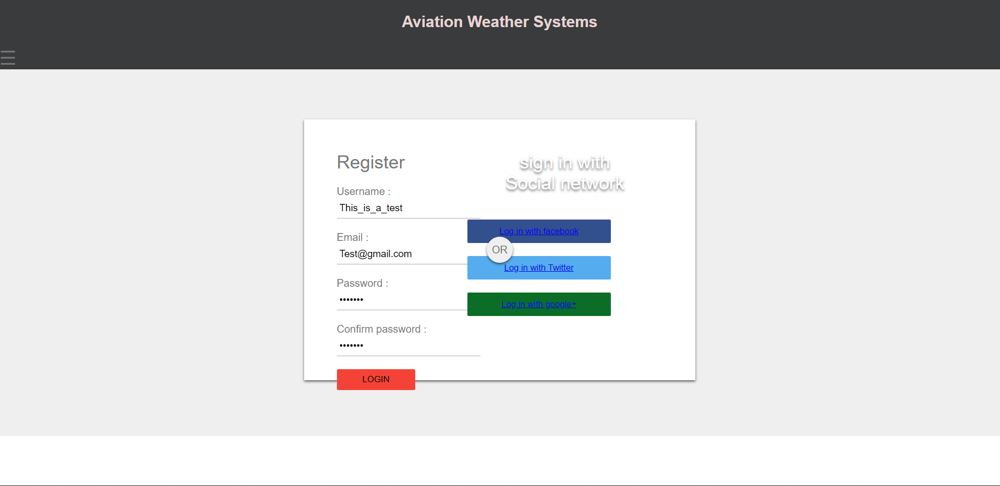 Aviation Weather Systems
Register
Username :
This_is_a_test
Email :
Test@gmail.com
Password :
•••••••
Confirm password :
•••••••
LOGIN
sign in with
Social network
Log in with facebook
OR
Log in with Twitter
Log in with google+